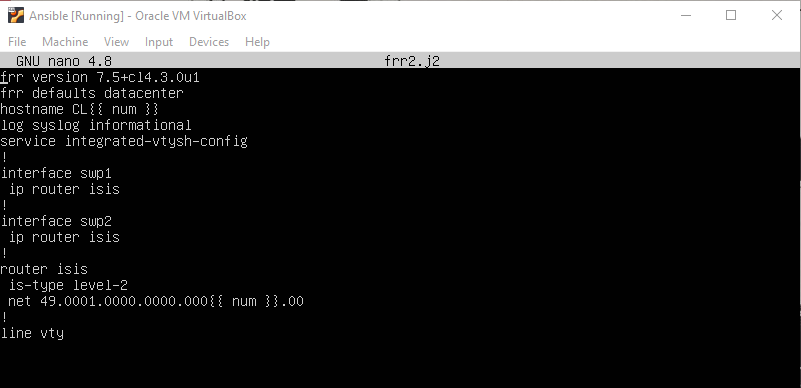 Ansible [Running] - Oracle VM VirtualBox
File Machine View Input Devices Help
GNU nano 4.8 frr2.j2
frr version 7.5+cl4.3.0u1
frr defaults datacenter
hostname CL{{ num }}
log syslog informational
service integrated-vtysh-config
!
interface swp1
 ip router isis
!
interface swp2
 ip router isis
!
router isis
 is-type level-2
 net 49.0001.0000.0000.000{{ num }}.00
!
line vty